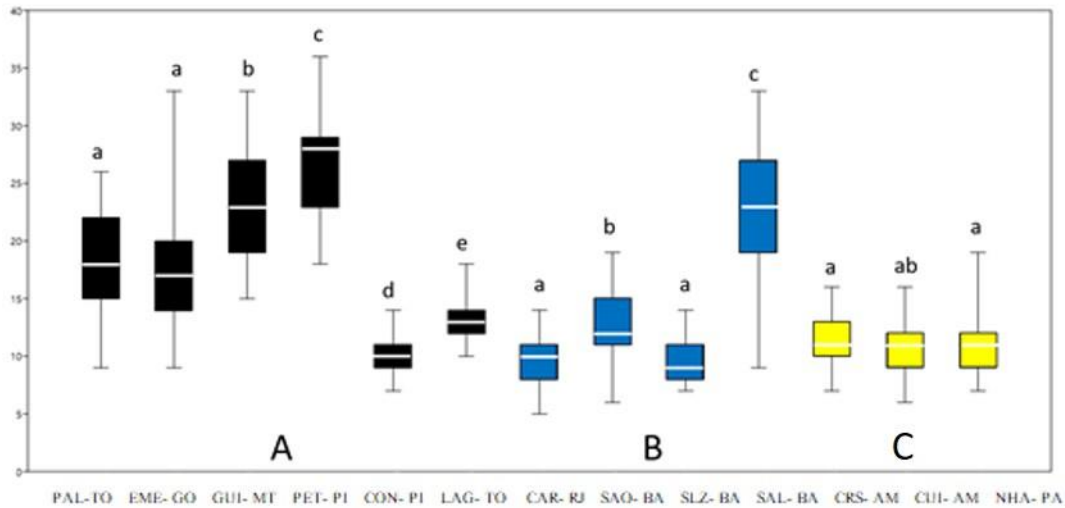 40
35
30
25
20
15
10
5
0
a
a
b
c
d
e
a
b
a
c
a
ab
a
A
B
C
PAL-TO EME- GO GUI- MT PET- PI CON- PI LAG- TO CAR- RJ SAO- BA SLZ- BA SAL- BA CRS- AM CUI- AM NHA- PA